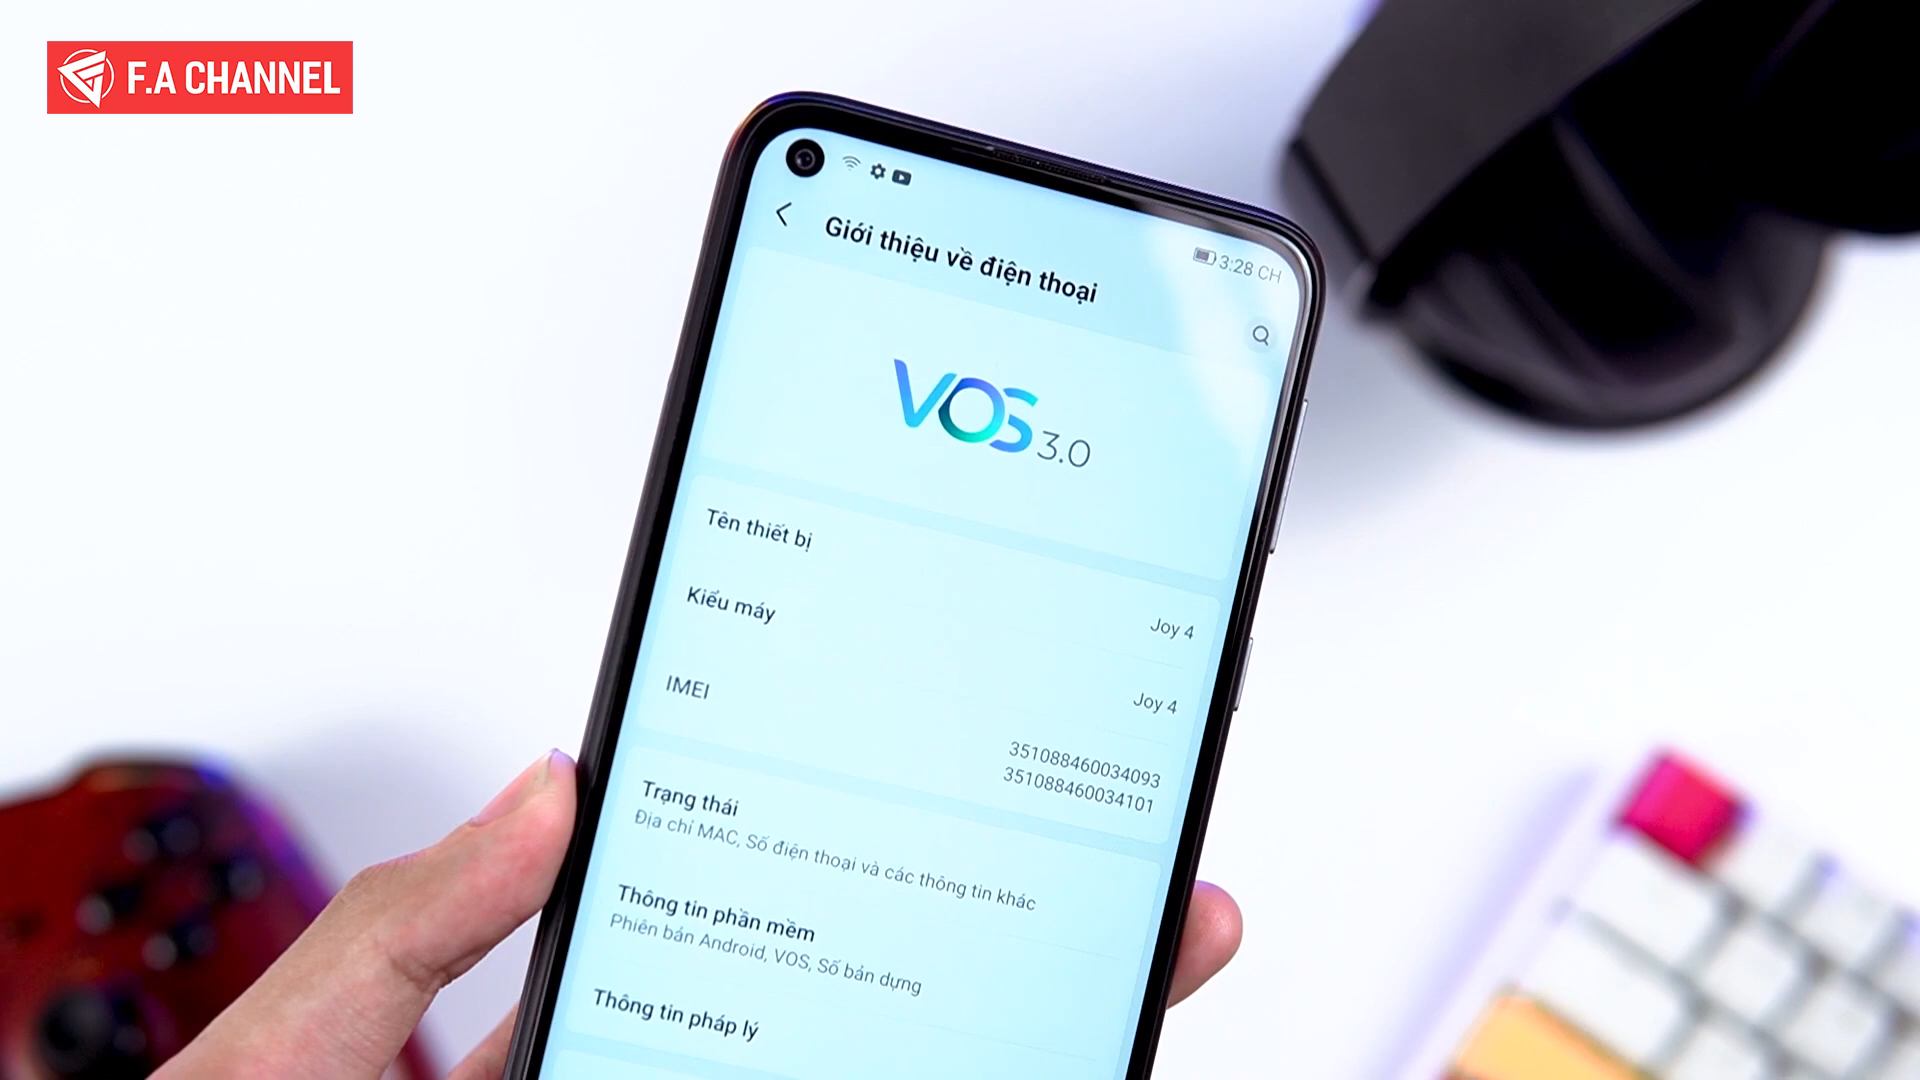 F.A CHANNEL
3:28 CH
Giới thiệu về điện thoại
VOS 3.0
Tên thiết bị
Joy 4
Kiểu máy
Joy 4
IMEI
351088460034093
351088460034101
Trạng thái
Địa chỉ MAC, Số điện thoại và các thông tin khác
Thông tin phần mềm
Phiên bản Android, VOS, Số bản dựng
Thông tin pháp lý